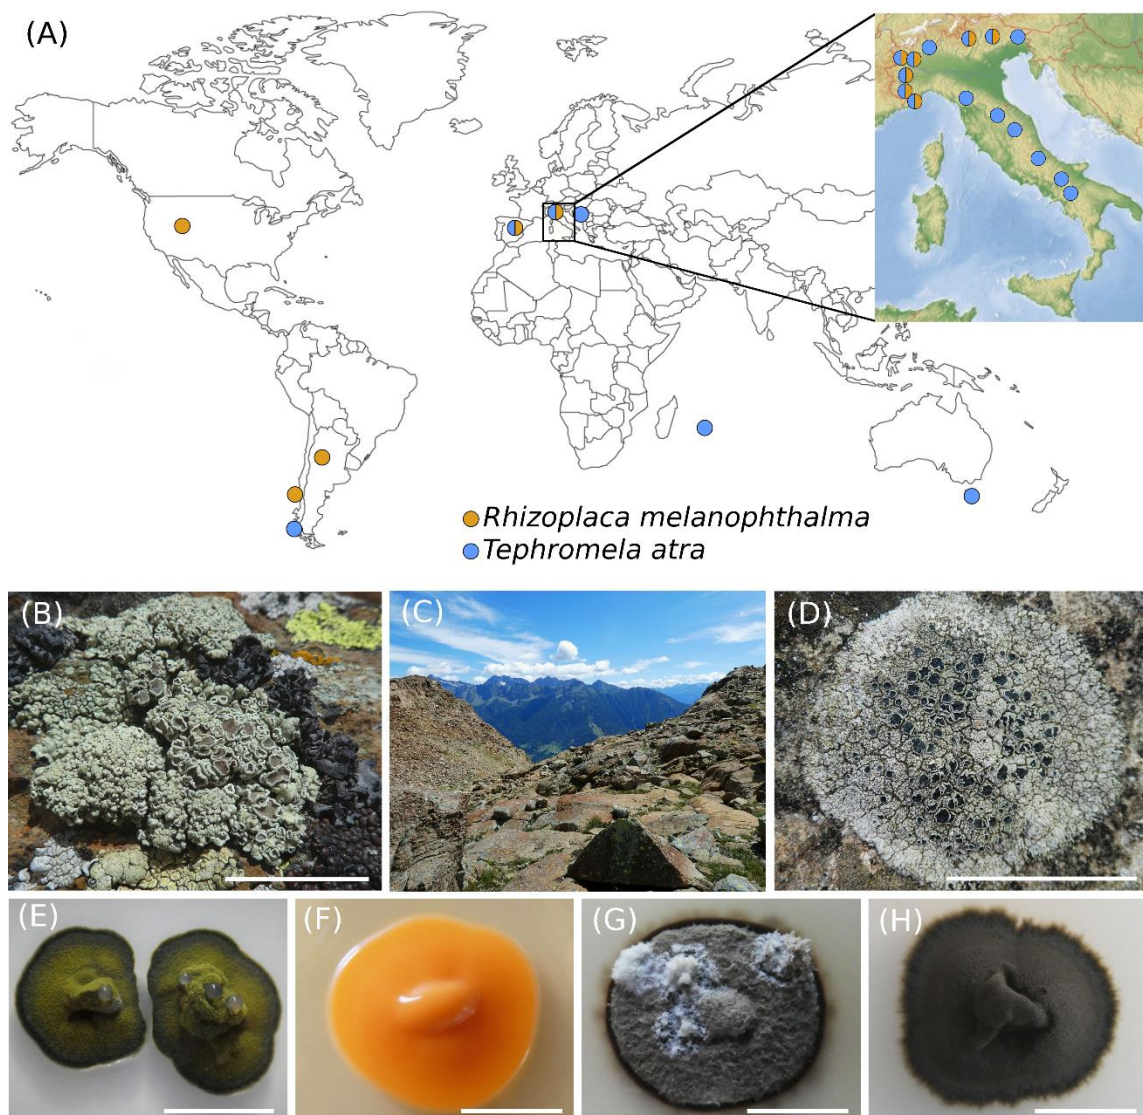 (A)
Rhizoplaca melanophthalma
Tephromela atra
(B)
(C)
(D)
(E)
(F)
(G)
(H)